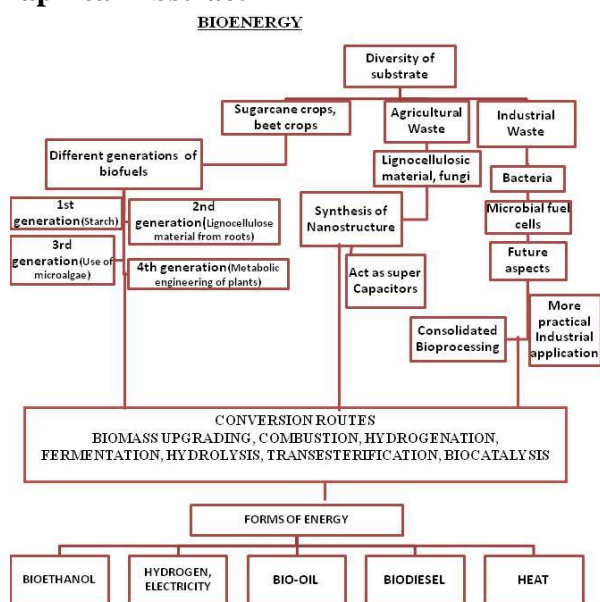 BIOENERGY
Diversity of
substrate
Sugarcane crops,
beet crops
Agricultural
Waste
Industrial
Waste
Different generations of
biofuels
Lignocellulosic
material, fungi
Bacteria
1st
generation(Starch)
2nd
generation(Lignocellulose
material from roots)
Synthesis of
Nanostructure
Microbial fuel
cells
3rd
generation(Use of
microalgae)
4th generation(Metabolic
engineering of plants)
Act as super
Capacitors
Future
aspects
Consolidated
Bioprocessing
More
practical
Industrial
application
CONVERSION ROUTES
BIOMASS UPGRADING, COMBUSTION, HYDROGENATION,
FERMENTATION, HYDROLYSIS, TRANSESTERIFICATION, BIOCATALYSIS
FORMS OF ENERGY
BIOETHANOL
HYDROGEN,
ELECTRICITY
BIO-OIL
BIODIESEL
HEAT